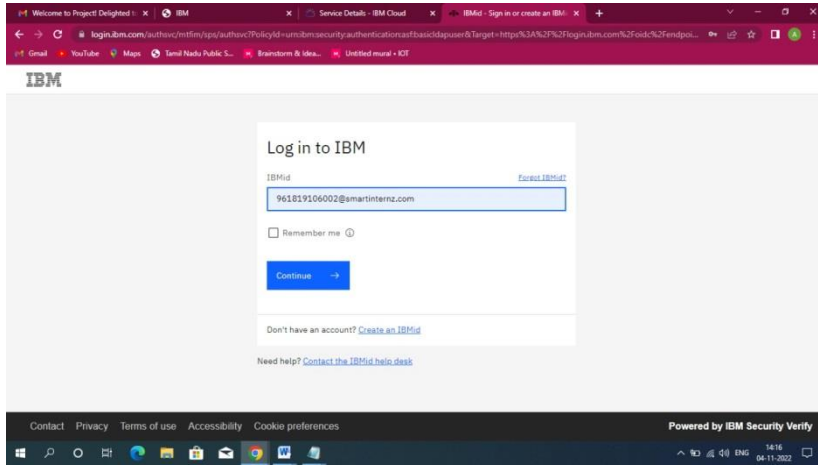 Welcome to Project! Delighted t
IBM
Service Details - IBM Cloud
IBMid - Sign in or create an IBMi
login.ibm.com/authsvc/mtfim/sps/authsvc?PolicyId=urn:ibm:security:authentication:asf:basicldapuser&Target=https%3A%2F%2Flogin.ibm.com%2Foidc%2Fendpoi...
Gmail
YouTube
Maps
Tamil Nadu Public S...
Brainstorm & Idea...
Untitled mural • IOT
IBM
Log in to IBM
IBMid
Forgot IBMid?
961819106002@smartinternz.com
Remember me
Continue
Don't have an account? Create an IBMid
Need help? Contact the IBMid help desk
Contact Privacy Terms of use Accessibility Cookie preferences
Powered by IBM Security Verify
ENG
14:16
04-11-2022